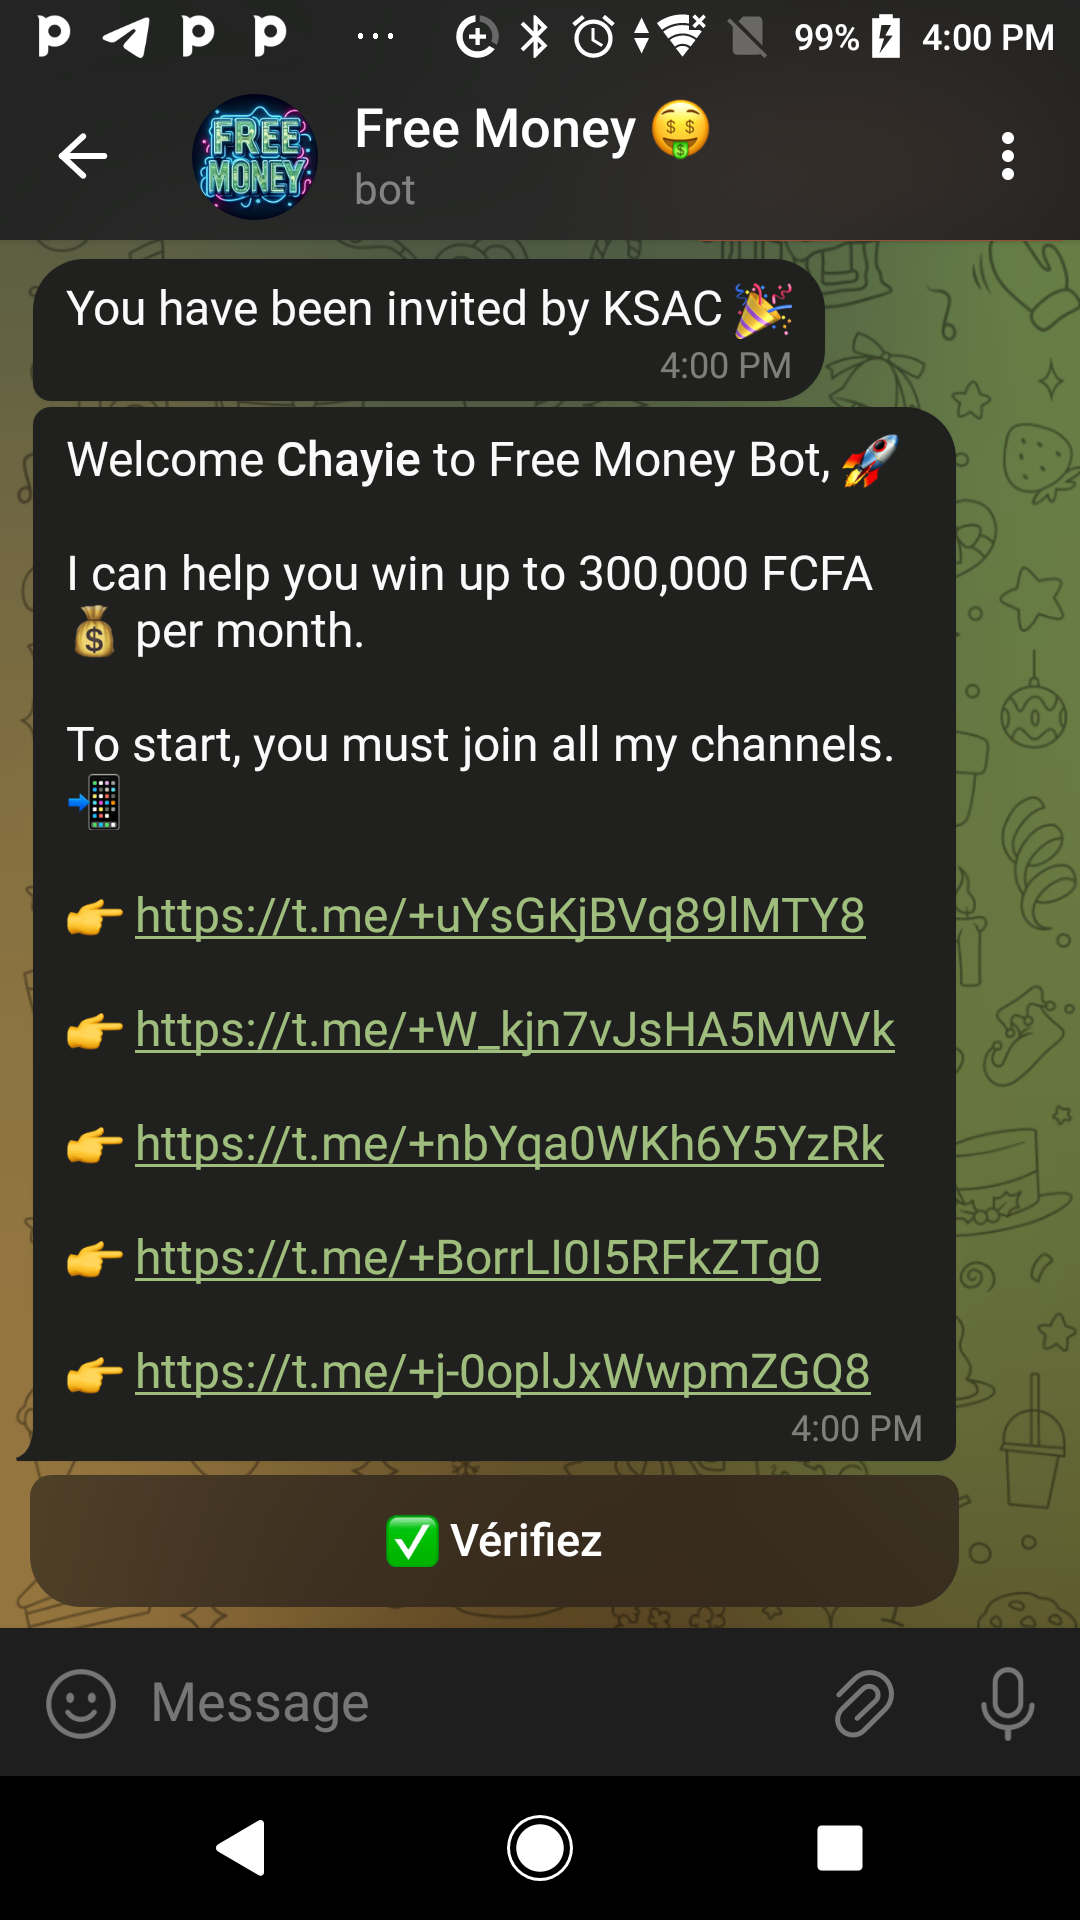 99% 4:00 PM
FREE
MONEY
Free Money 🤑
bot
You have been invited by KSAC 🎉
4:00 PM
Welcome Chayie to Free Money Bot, 🚀
I can help you win up to 300,000 FCFA
💰 per month.
To start, you must join all my channels.
📲
👉 https://t.me/+uYsGKjBVq89lMTY8
👉 https://t.me/+W_kjn7vJsHA5MWVk
👉 https://t.me/+nbYqa0WKh6Y5YzRk
👉 https://t.me/+BorrLI0I5RFkZTg0
👉 https://t.me/+j-0oplJxWwpmZGQ8
4:00 PM
✅ Vérifiez
Message